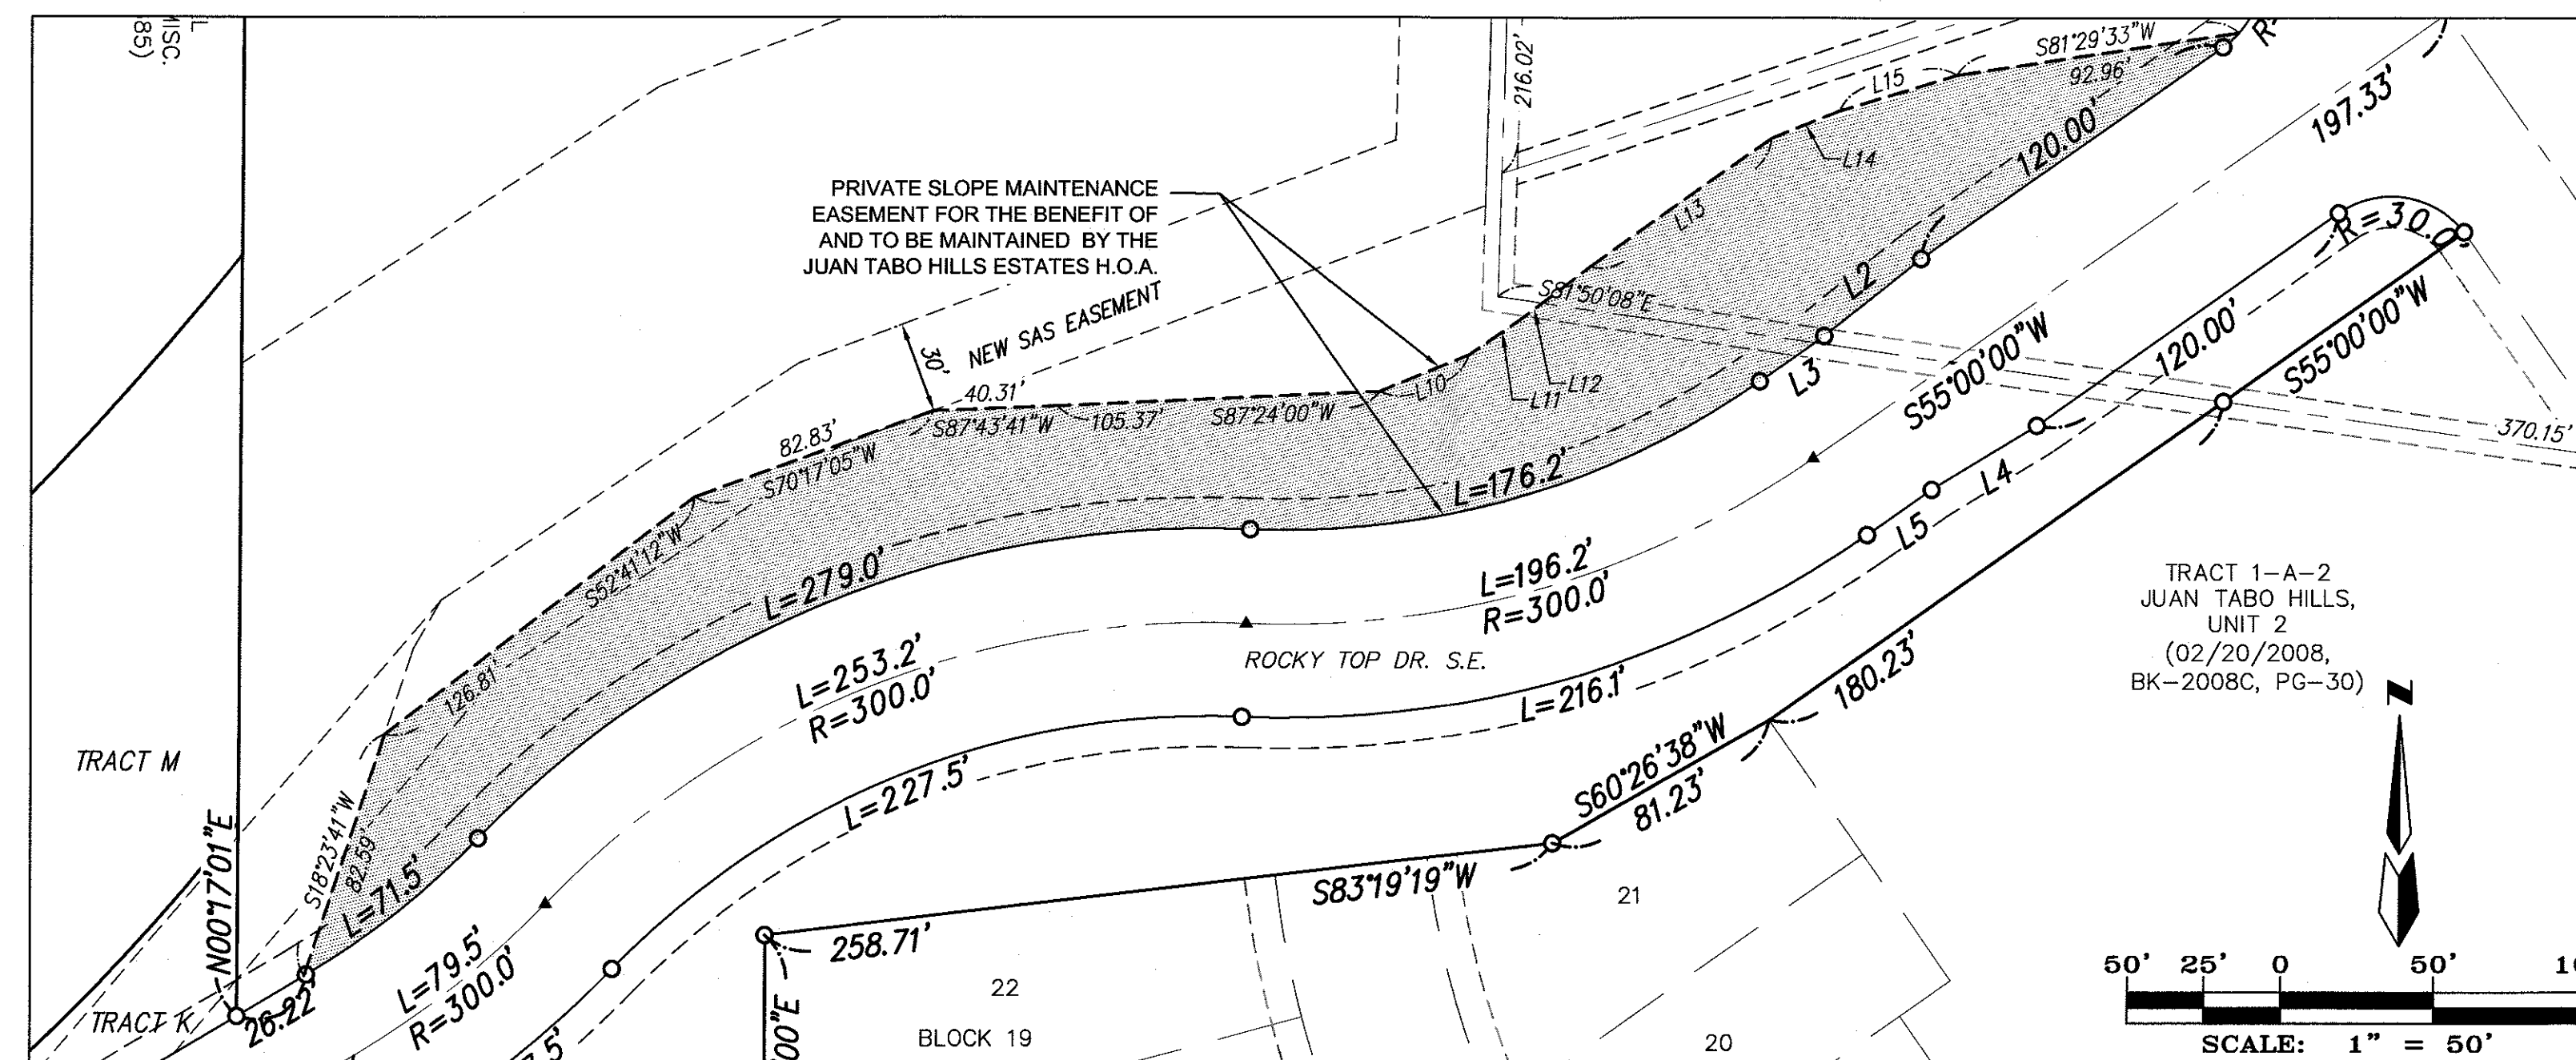 L
MISC.
85)
PRIVATE SLOPE MAINTENANCE
EASEMENT FOR THE BENEFIT OF
AND TO BE MAINTAINED BY THE
JUAN TABO HILLS ESTATES H.O.A.
30'
NEW SAS EASEMENT
216.02'
S81°29'33"W
92.96'
L15
L14
L13
120.00'
197.33'
R=30.0'
L2
S81°50'08"E
L3
L12
L11
L10
40.31'
S87°43'41"W
105.37'
S87°24'00"W
82.83'
S70°17'05"W
S52°41'12"W
126.81'
S18°23'41"W
82.59'
L=71.5'
L=279.0'
L=176.2'
S55°00'00"W
120.00'
S55°00'00"W
370.15'
L4
L5
L=196.2'
R=300.0'
L=253.2'
R=300.0'
ROCKY TOP DR. S.E.
L=216.1'
L=227.5'
180.23'
S60°26'38"W
81.23'
S83°19'19"W
258.71'
TRACT 1-A-2
JUAN TABO HILLS,
UNIT 2
(02/20/2008,
BK-2008C, PG-30)
N
TRACT M
N00°17'01"E
TRACT K
26.22'
L=79.5'
R=300.0'
7.5'
00"E
22
BLOCK 19
21
20
50' 25' 0 50' 10
SCALE: 1" = 50'